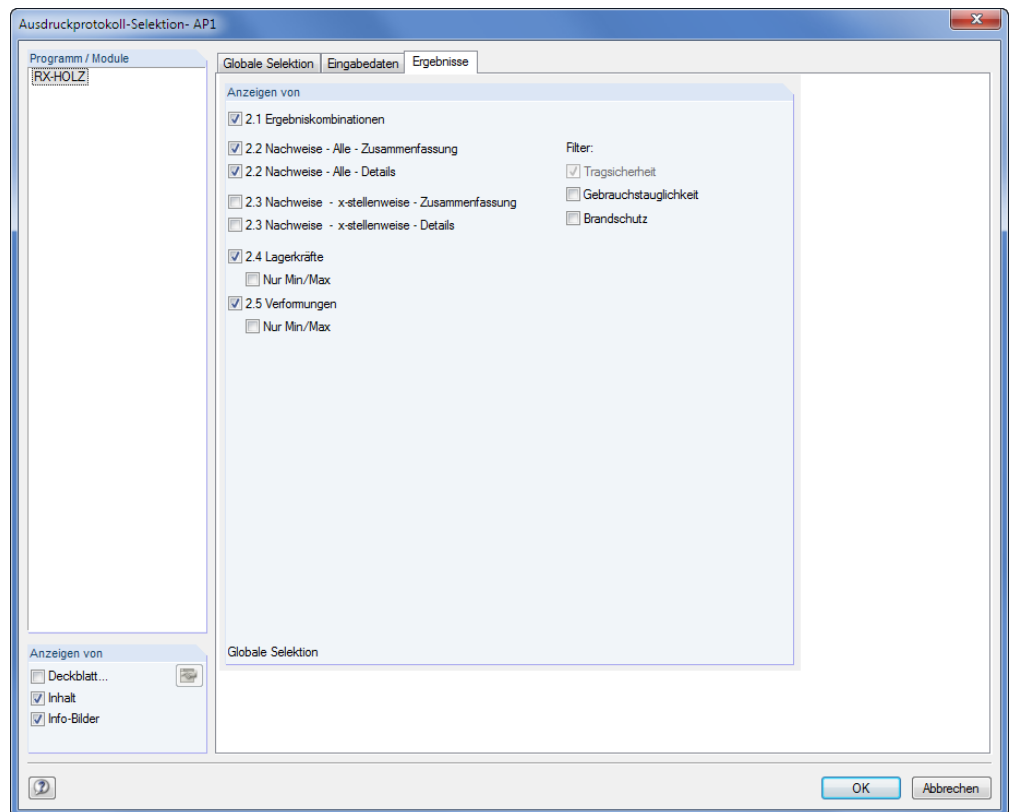 Ausdruckprotokoll-Selektion- AP1
Programm / Module
RX-HOLZ
Globale Selektion
Eingabedaten
Ergebnisse
Anzeigen von
2.1 Ergebniskombinationen
2.2 Nachweise - Alle - Zusammenfassung
2.2 Nachweise - Alle - Details
2.3 Nachweise - x-stellenweise - Zusammenfassung
2.3 Nachweise - x-stellenweise - Details
2.4 Lagerkräfte
Nur Min/Max
2.5 Verformungen
Nur Min/Max
Filter:
Tragsicherheit
Gebrauchstauglichkeit
Brandschutz
Globale Selektion
Anzeigen von
Deckblatt...
Inhalt
Info-Bilder
OK
Abbrechen